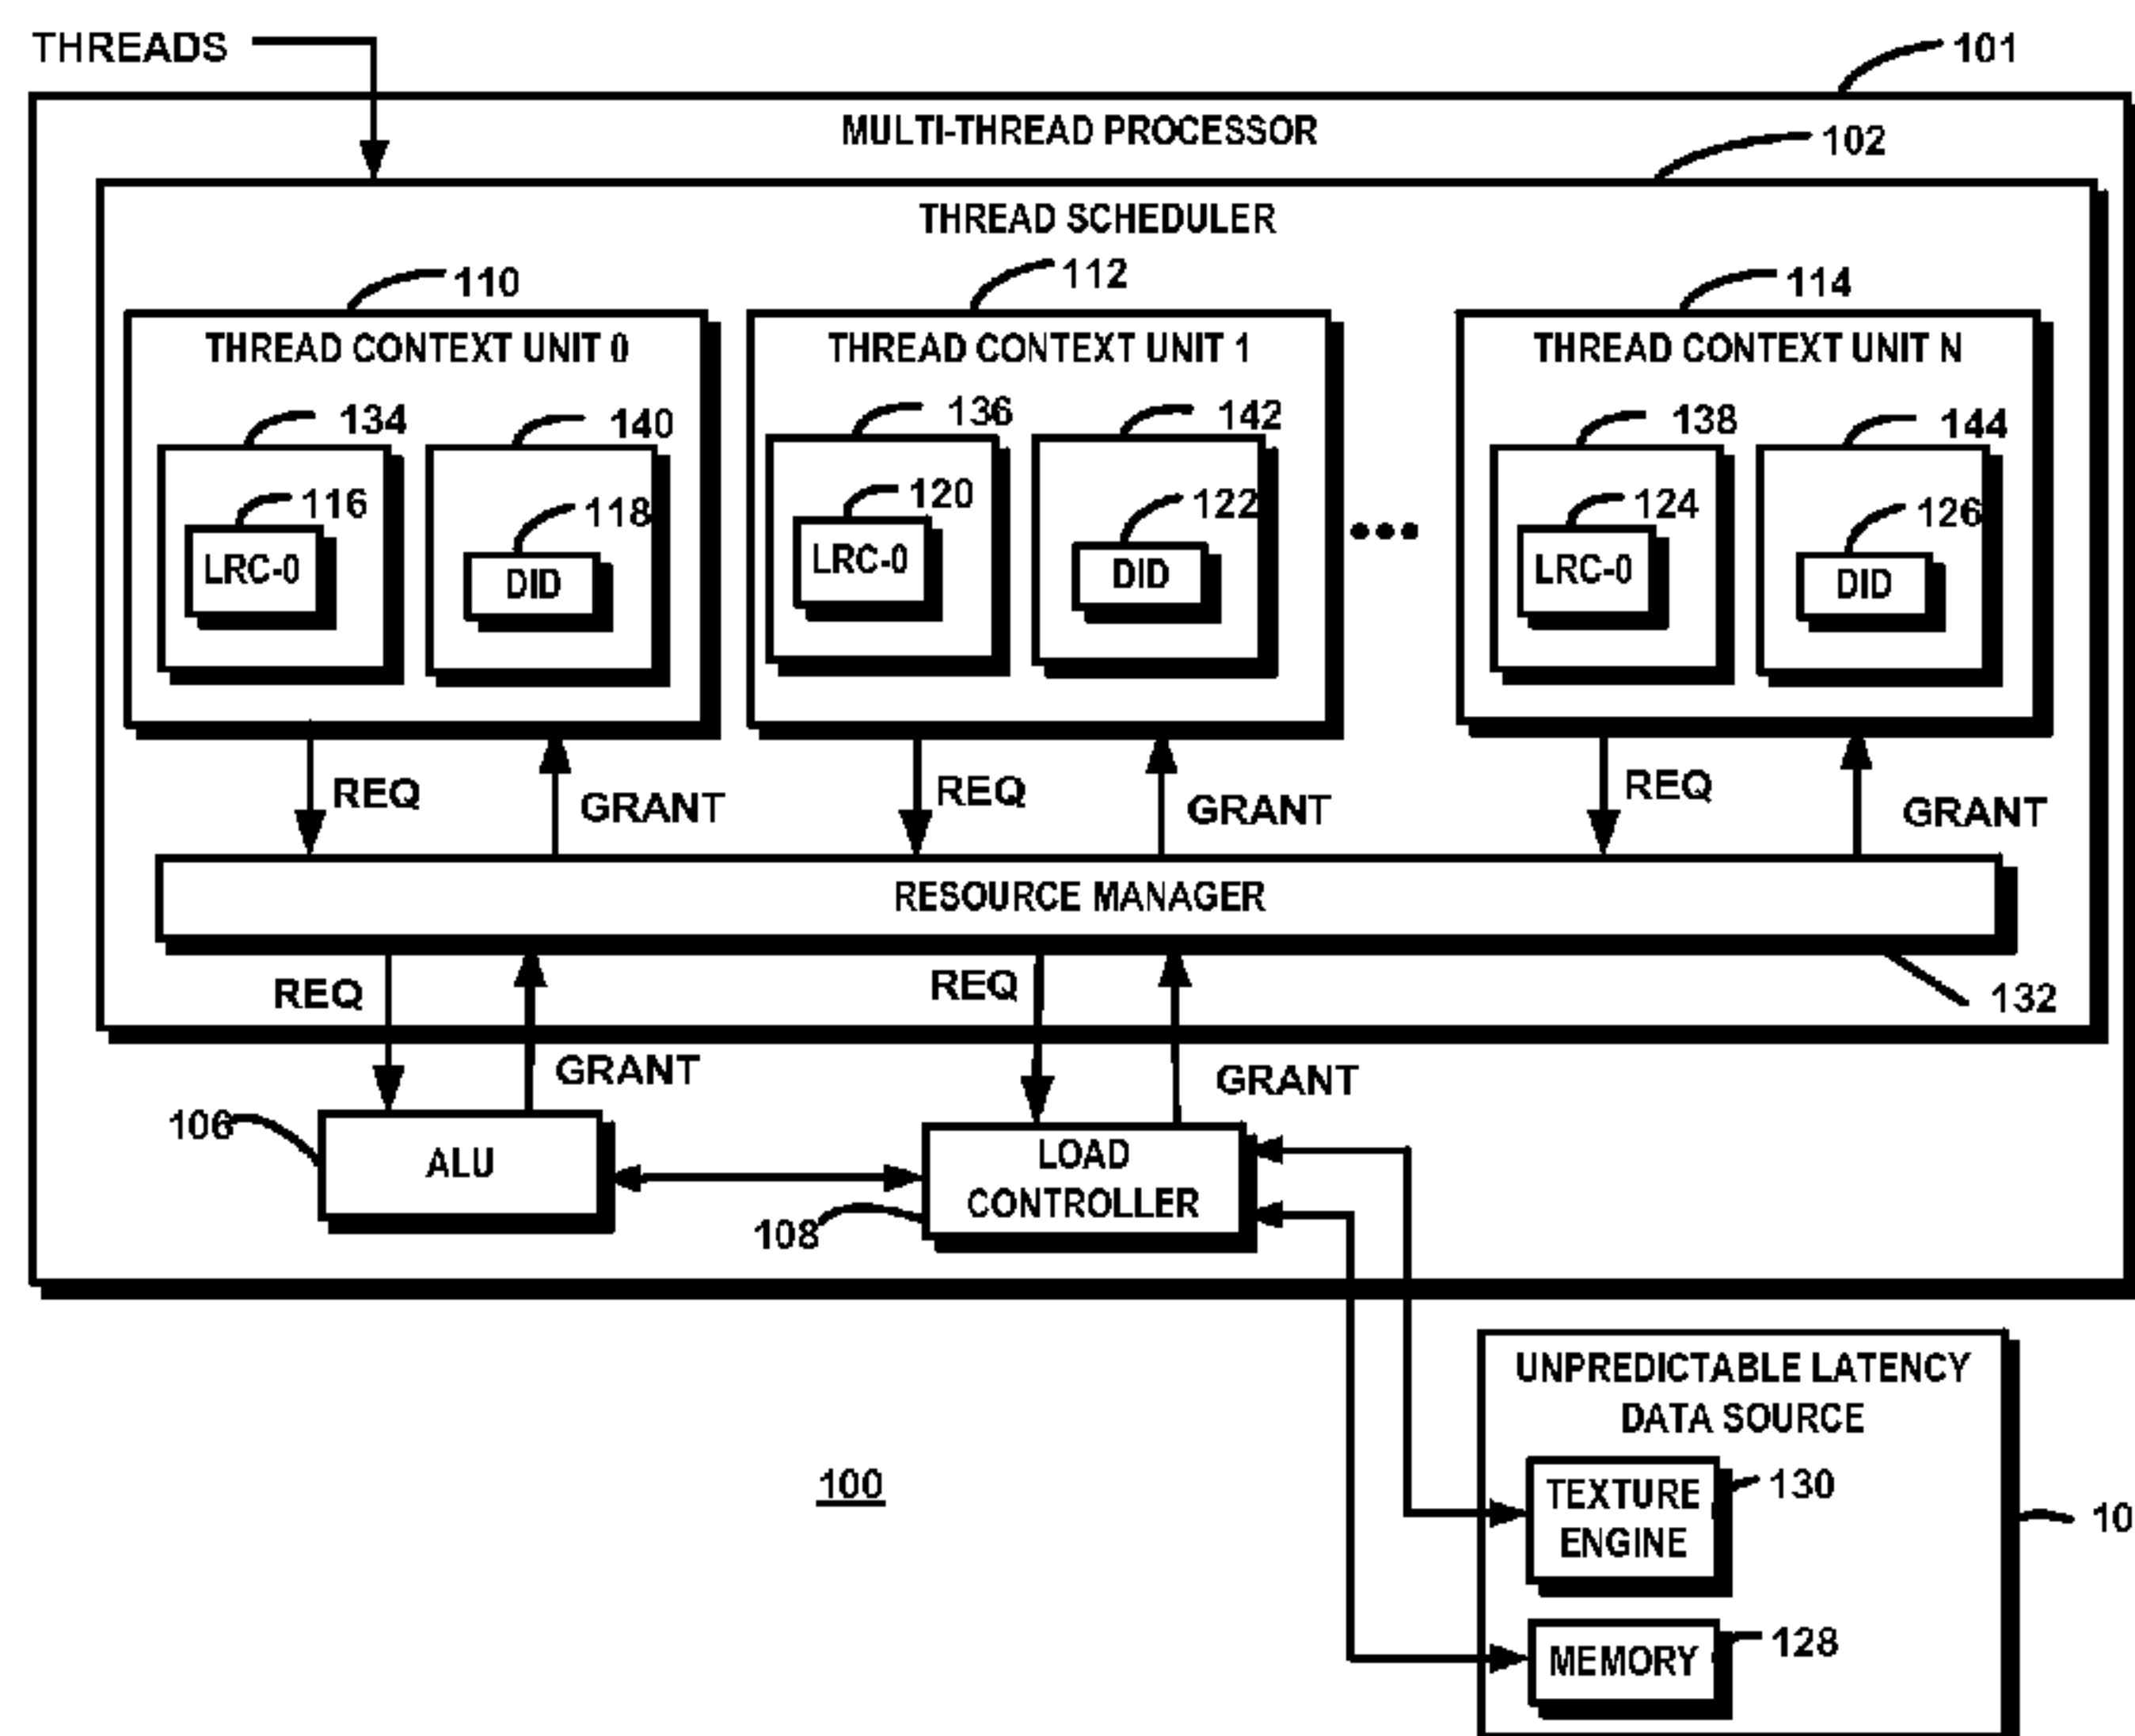 THREADS
101
MULTI-THREAD PROCESSOR
102
THREAD SCHEDULER
110
112
114
THREAD CONTEXT UNIT 0
THREAD CONTEXT UNIT 1
THREAD CONTEXT UNIT N
134
140
136
142
138
144
116
118
120
122
124
126
LRC-0
DID
LRC-0
DID
LRC-0
DID
REQ
GRANT
REQ
GRANT
REQ
GRANT
RESOURCE MANAGER
REQ
REQ
132
GRANT
GRANT
106
ALU
LOAD
CONTROLLER
108
UNPREDICTABLE LATENCY
DATA SOURCE
100
TEXTURE
ENGINE
130
10
MEMORY
128